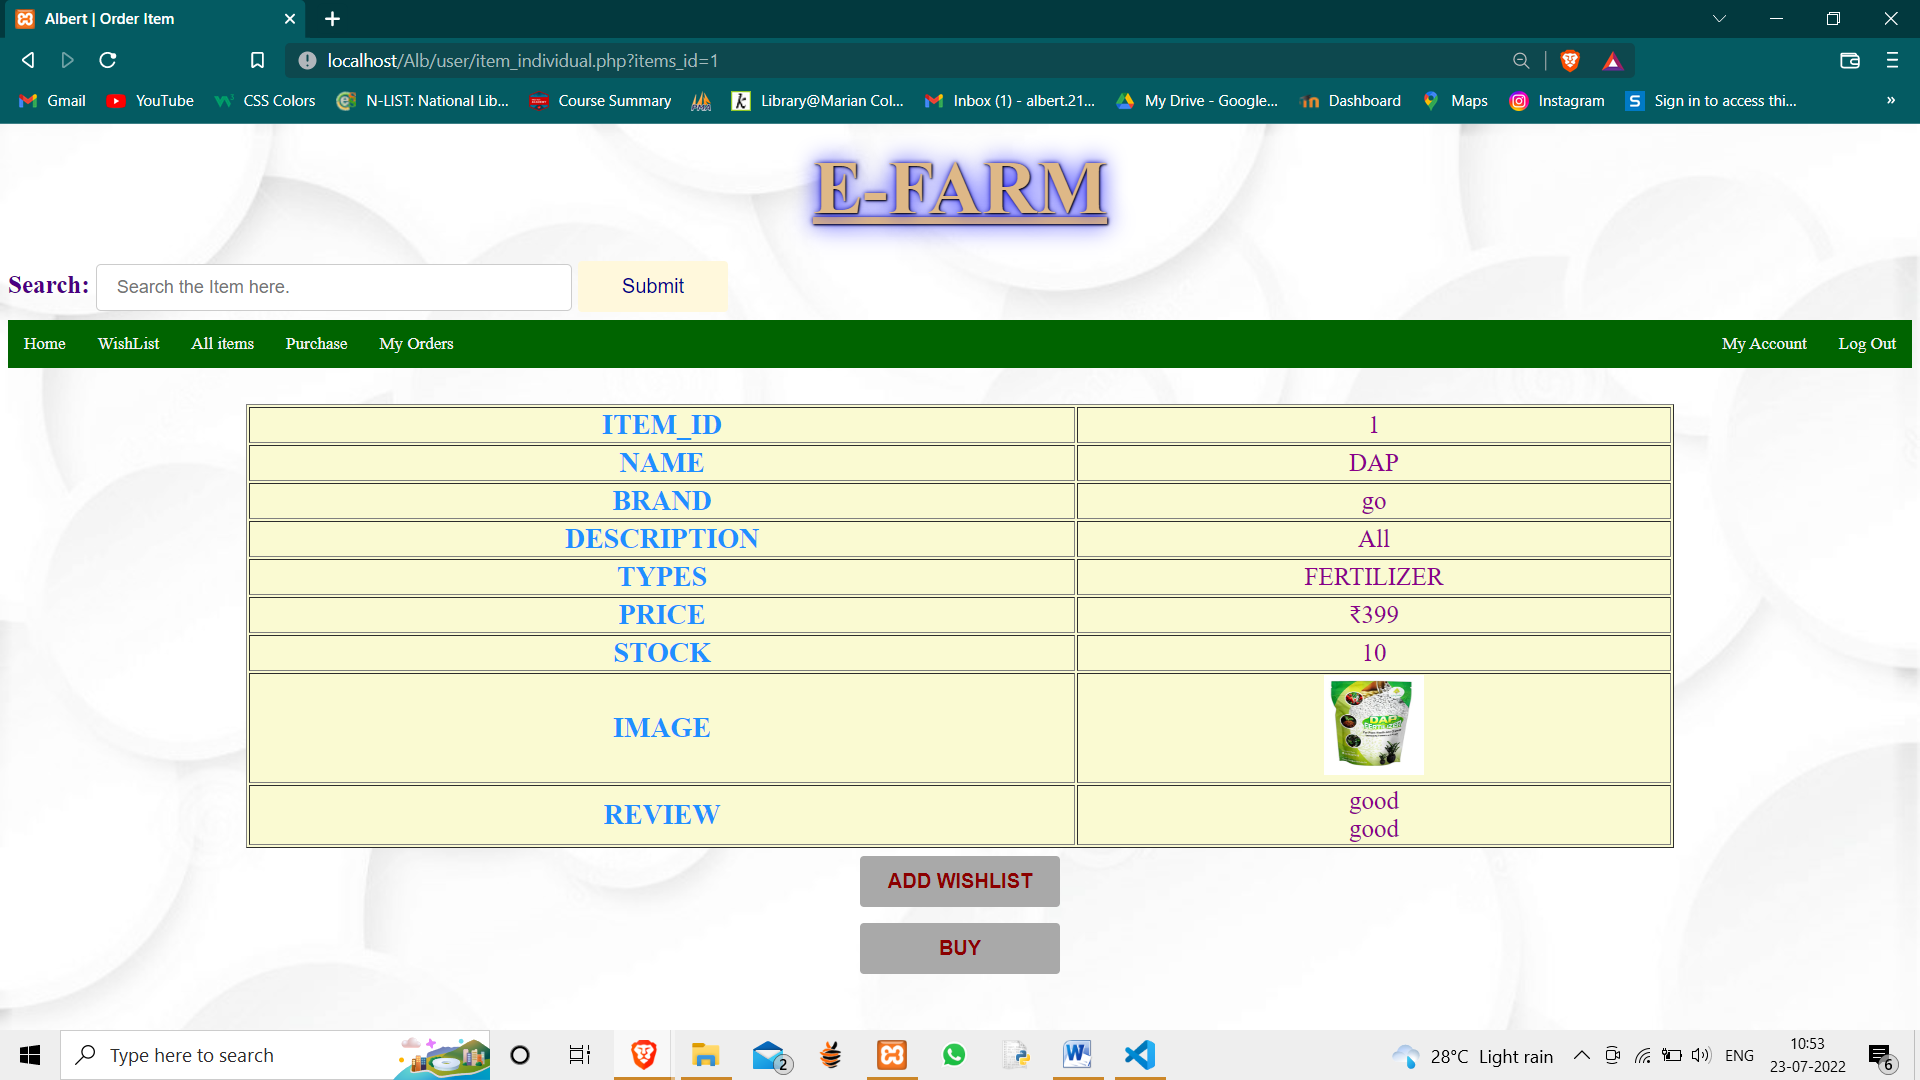 Albert | Order Item
localhost/Alb/user/item_individual.php?items_id=1
Gmail YouTube CSS Colors N-LIST: National Lib... Course Summary Library@Marian Col... Inbox (1) - albert.21... My Drive - Google... Dashboard Maps Instagram Sign in to access thi... »
E-FARM
Search: Search the Item here. Submit
Home WishList All items Purchase My Orders My Account Log Out
ITEM_ID 1
NAME DAP
BRAND go
DESCRIPTION All
TYPES FERTILIZER
PRICE ₹399
STOCK 10
IMAGE
DAP
FERTILIZER
REVIEW good
good
ADD WISHLIST
BUY
Type here to search
2
28°C Light rain
ENG
10:53
23-07-2022
6